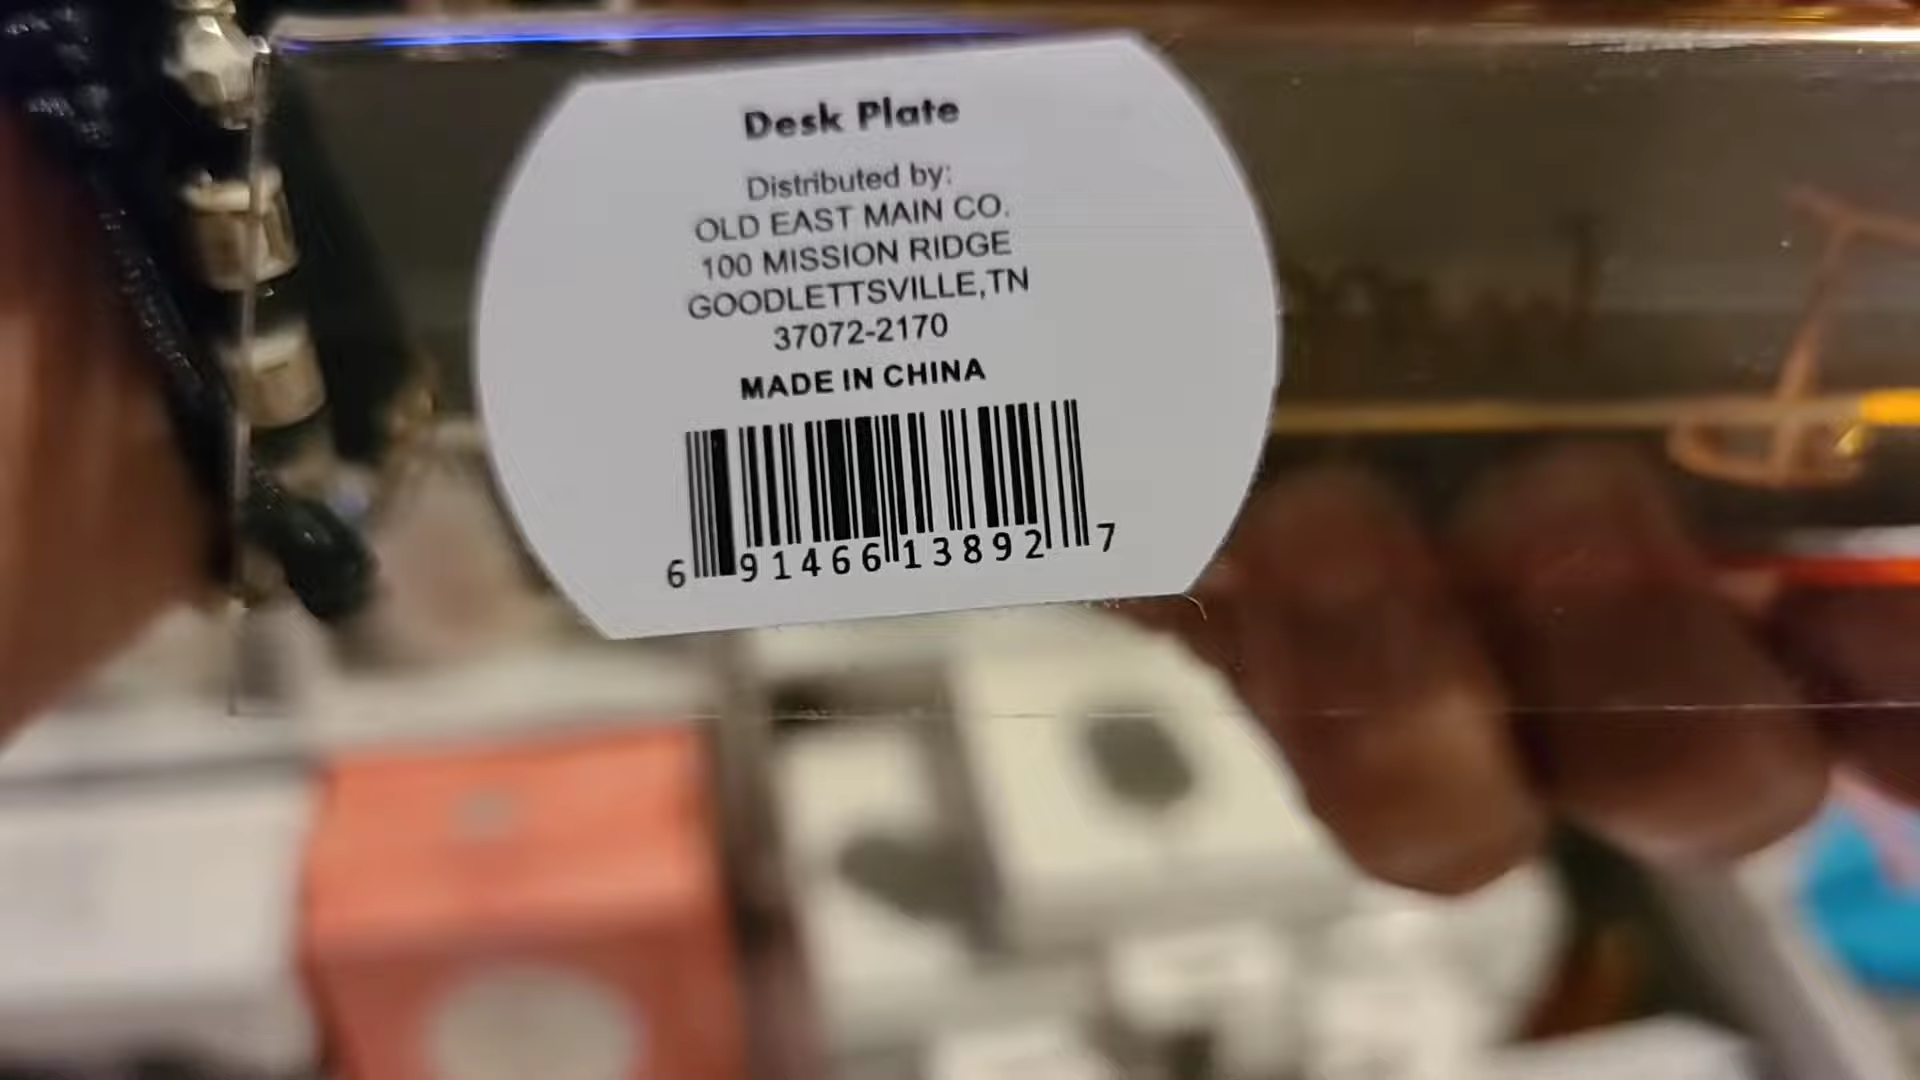 Desk Plate
Distributed by:
OLD EAST MAIN CO.
100 MISSION RIDGE
GOODLETTSVILLE,TN
37072-2170
MADE IN CHINA
6 91466 13892 7